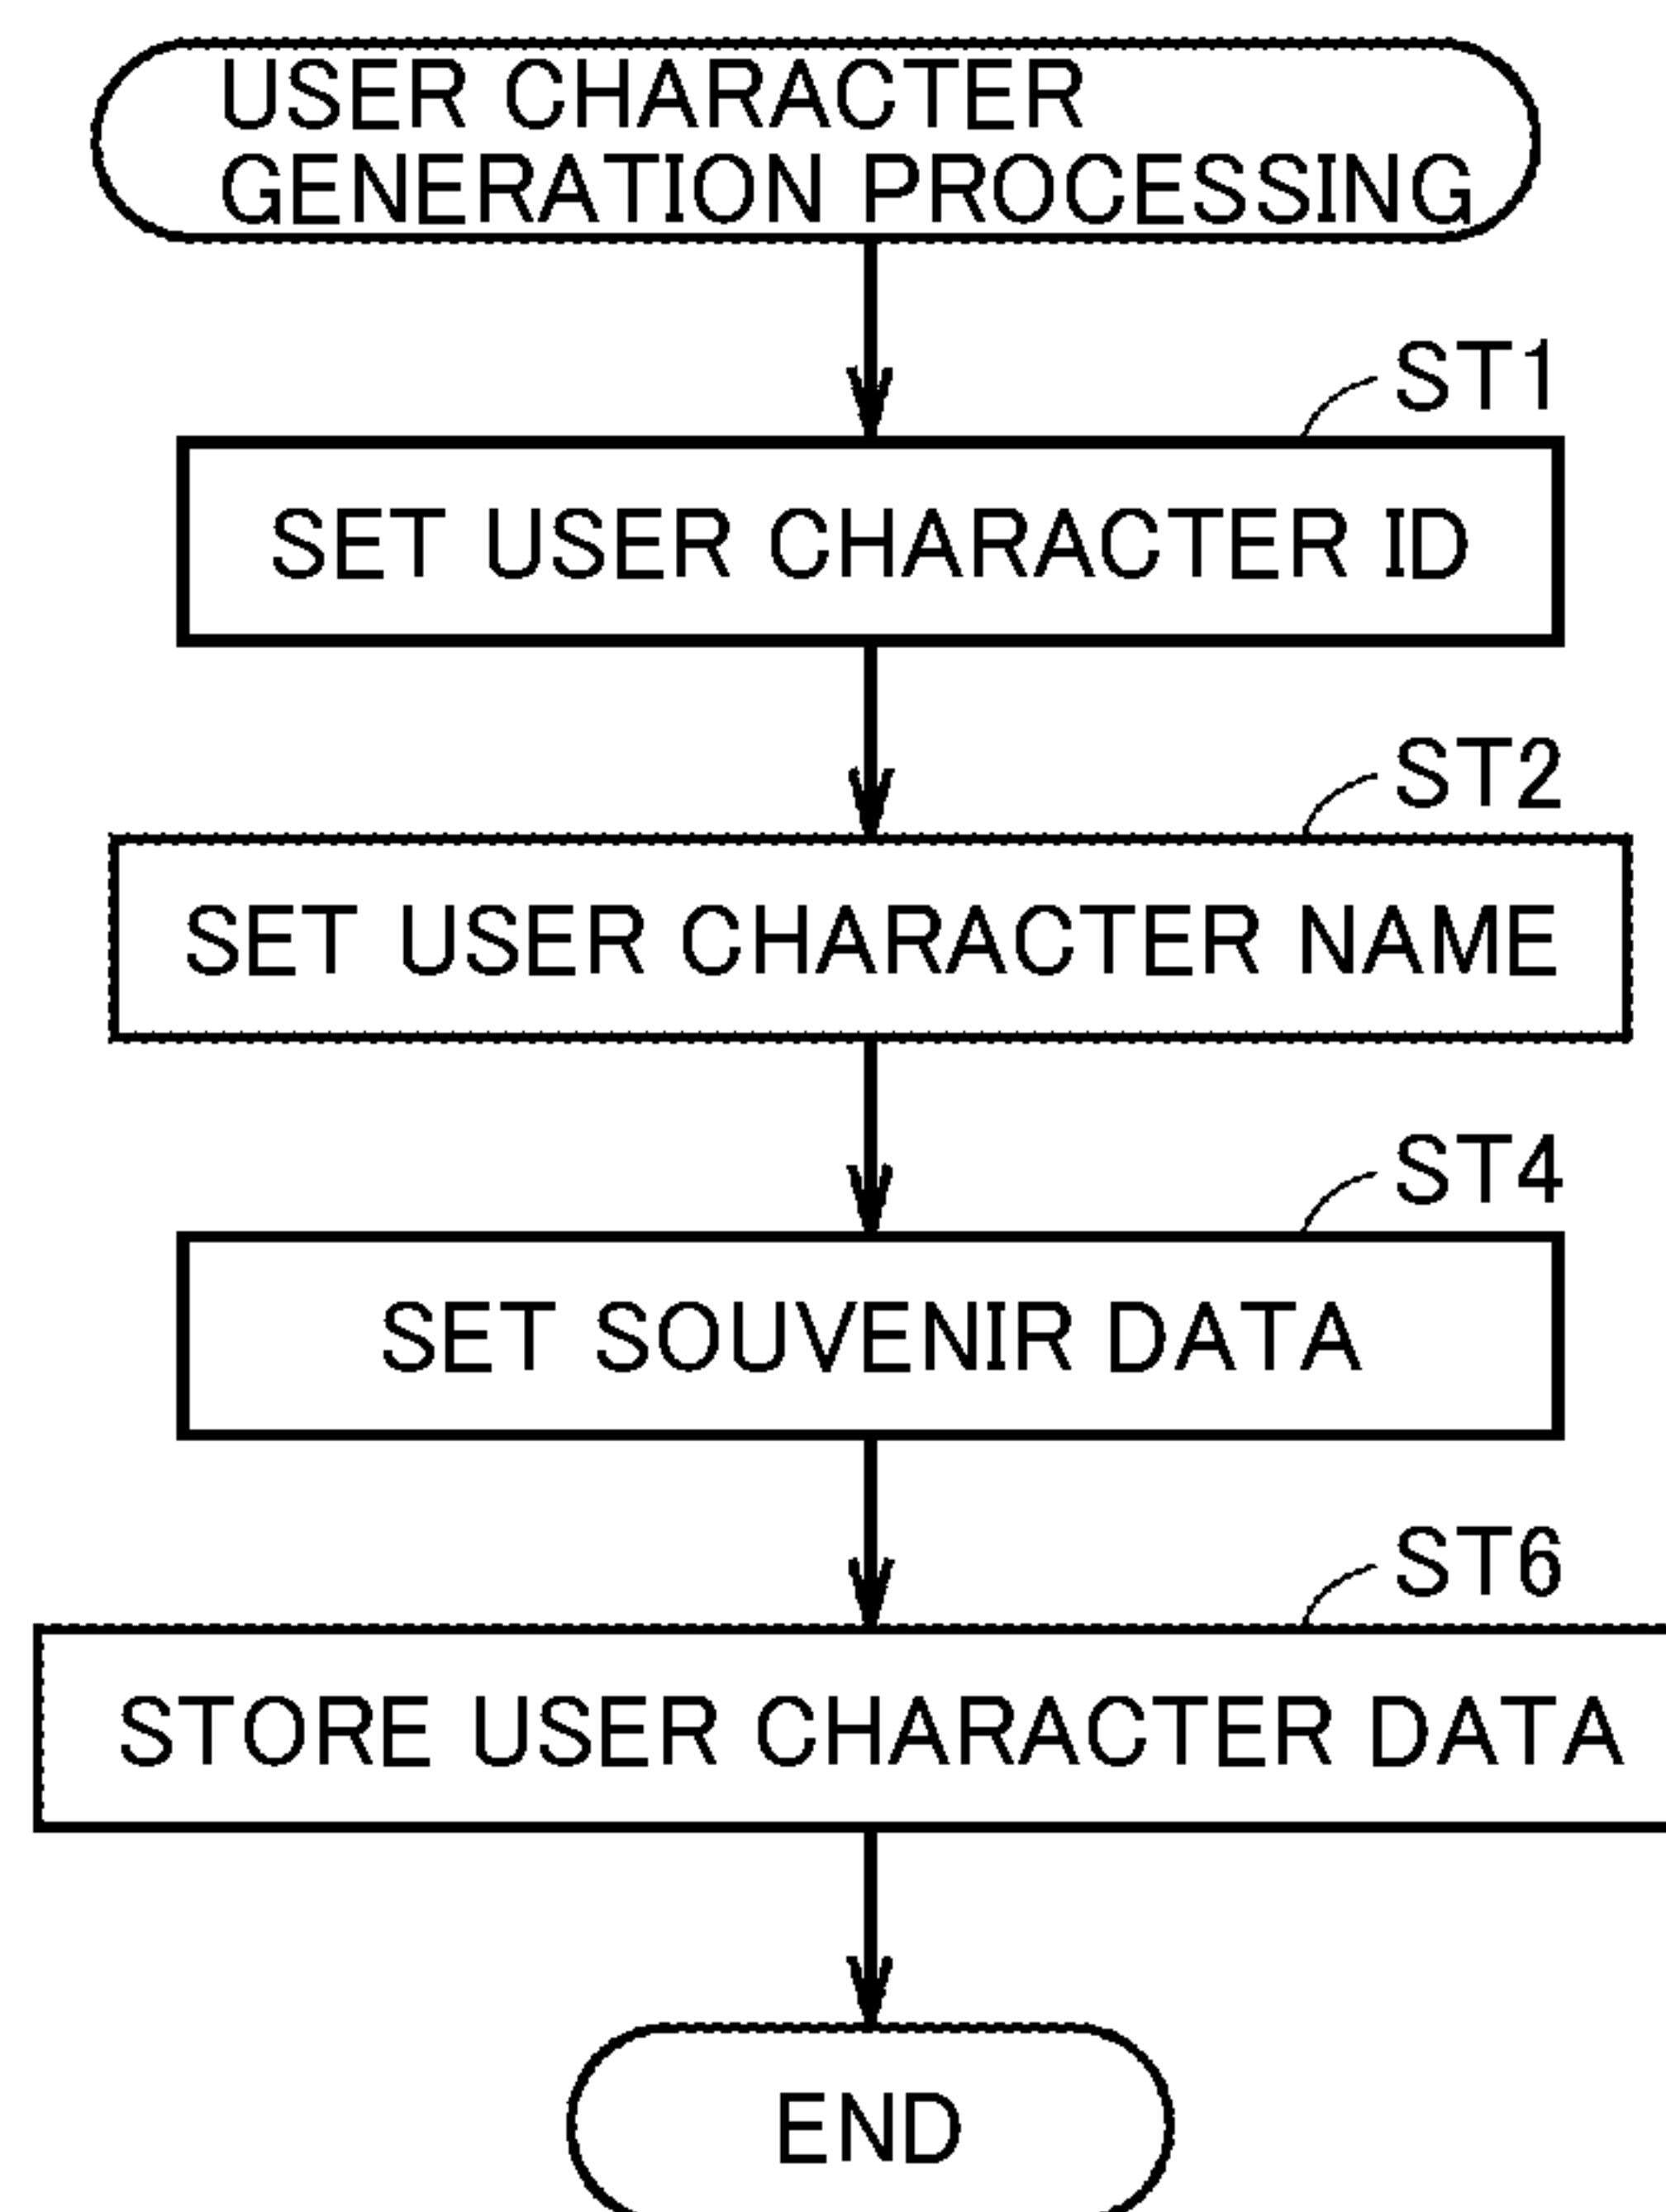 USER CHARACTER
GENERATION PROCESSING
ST1
SET USER CHARACTER ID
ST2
SET USER CHARACTER NAME
ST4
SET SOUVENIR DATA
ST6
STORE USER CHARACTER DATA
END